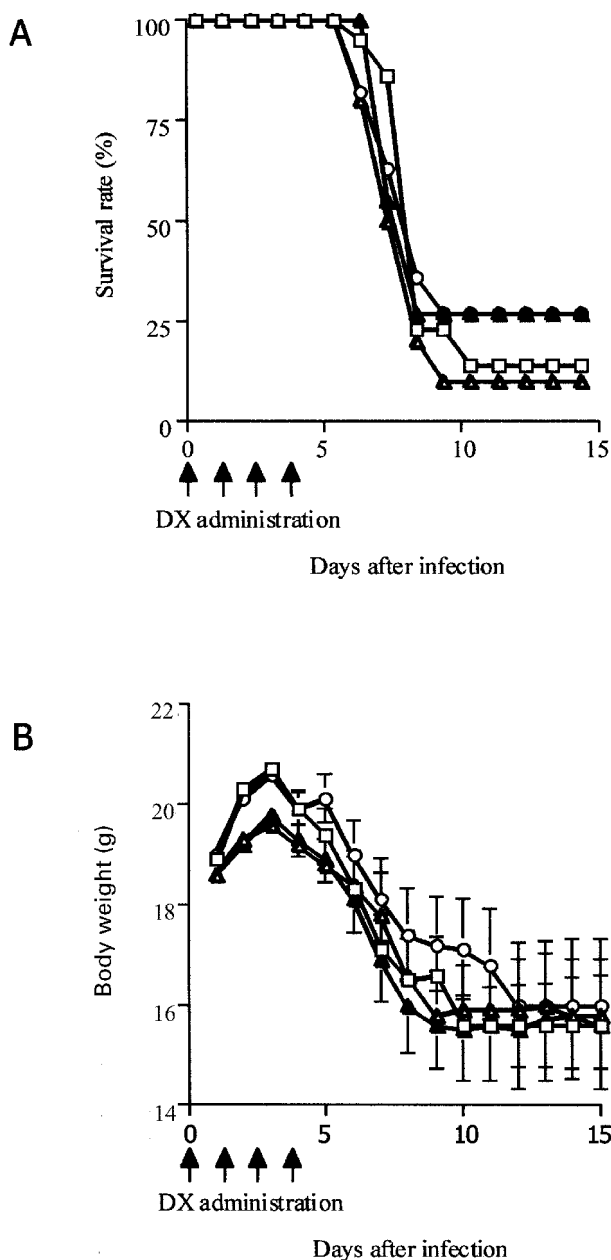 A
Survival rate (%)
100
75
50
25
0
0 5 10 15
DX administration
Days after infection
B
Body weight (g)
22
20
18
16
14
0 5 10 15
DX administration
Days after infection